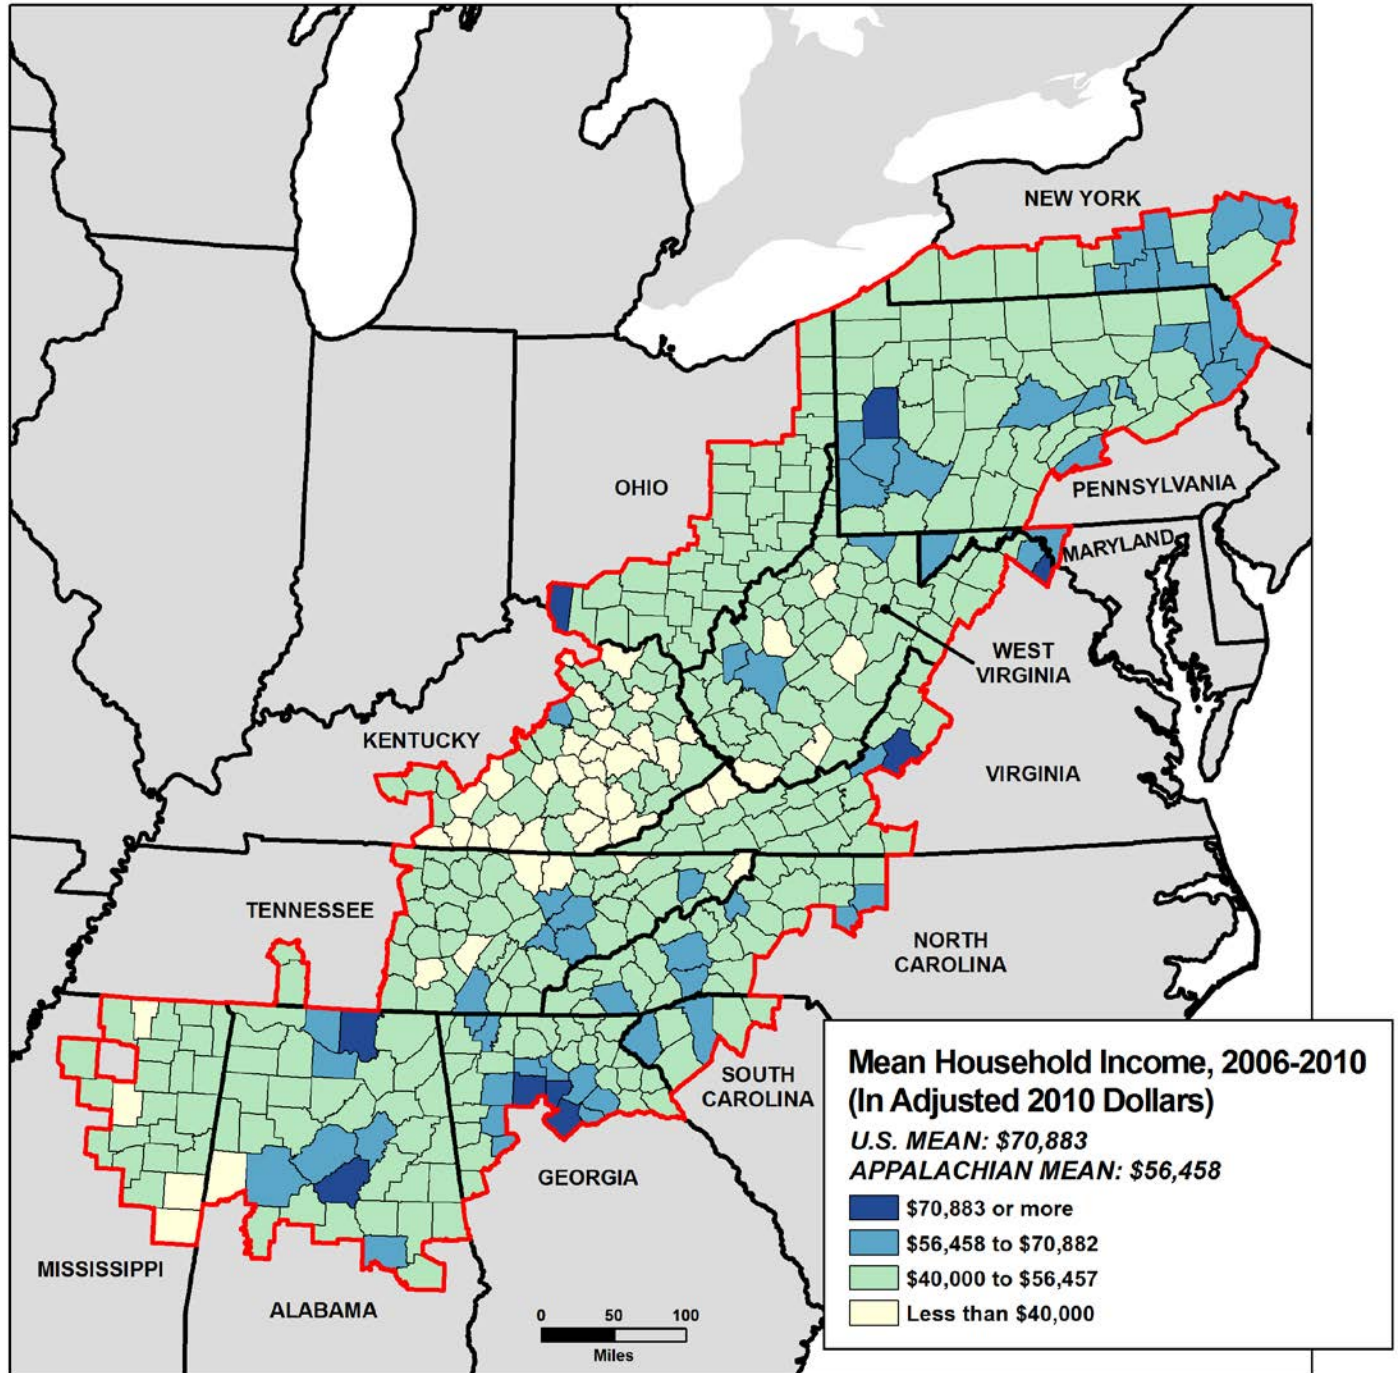 NEW YORK
OHIO
PENNSYLVANIA
MARYLAND
WEST
VIRGINIA
KENTUCKY
VIRGINIA
TENNESSEE
NORTH
CAROLINA
SOUTH
CAROLINA
GEORGIA
MISSISSIPPI
ALABAMA
0 50 100
Miles
Mean Household Income, 2006-2010
(In Adjusted 2010 Dollars)
U.S. MEAN: $70,883
APPALACHIAN MEAN: $56,458
$70,883 or more
$56,458 to $70,882
$40,000 to $56,457
Less than $40,000